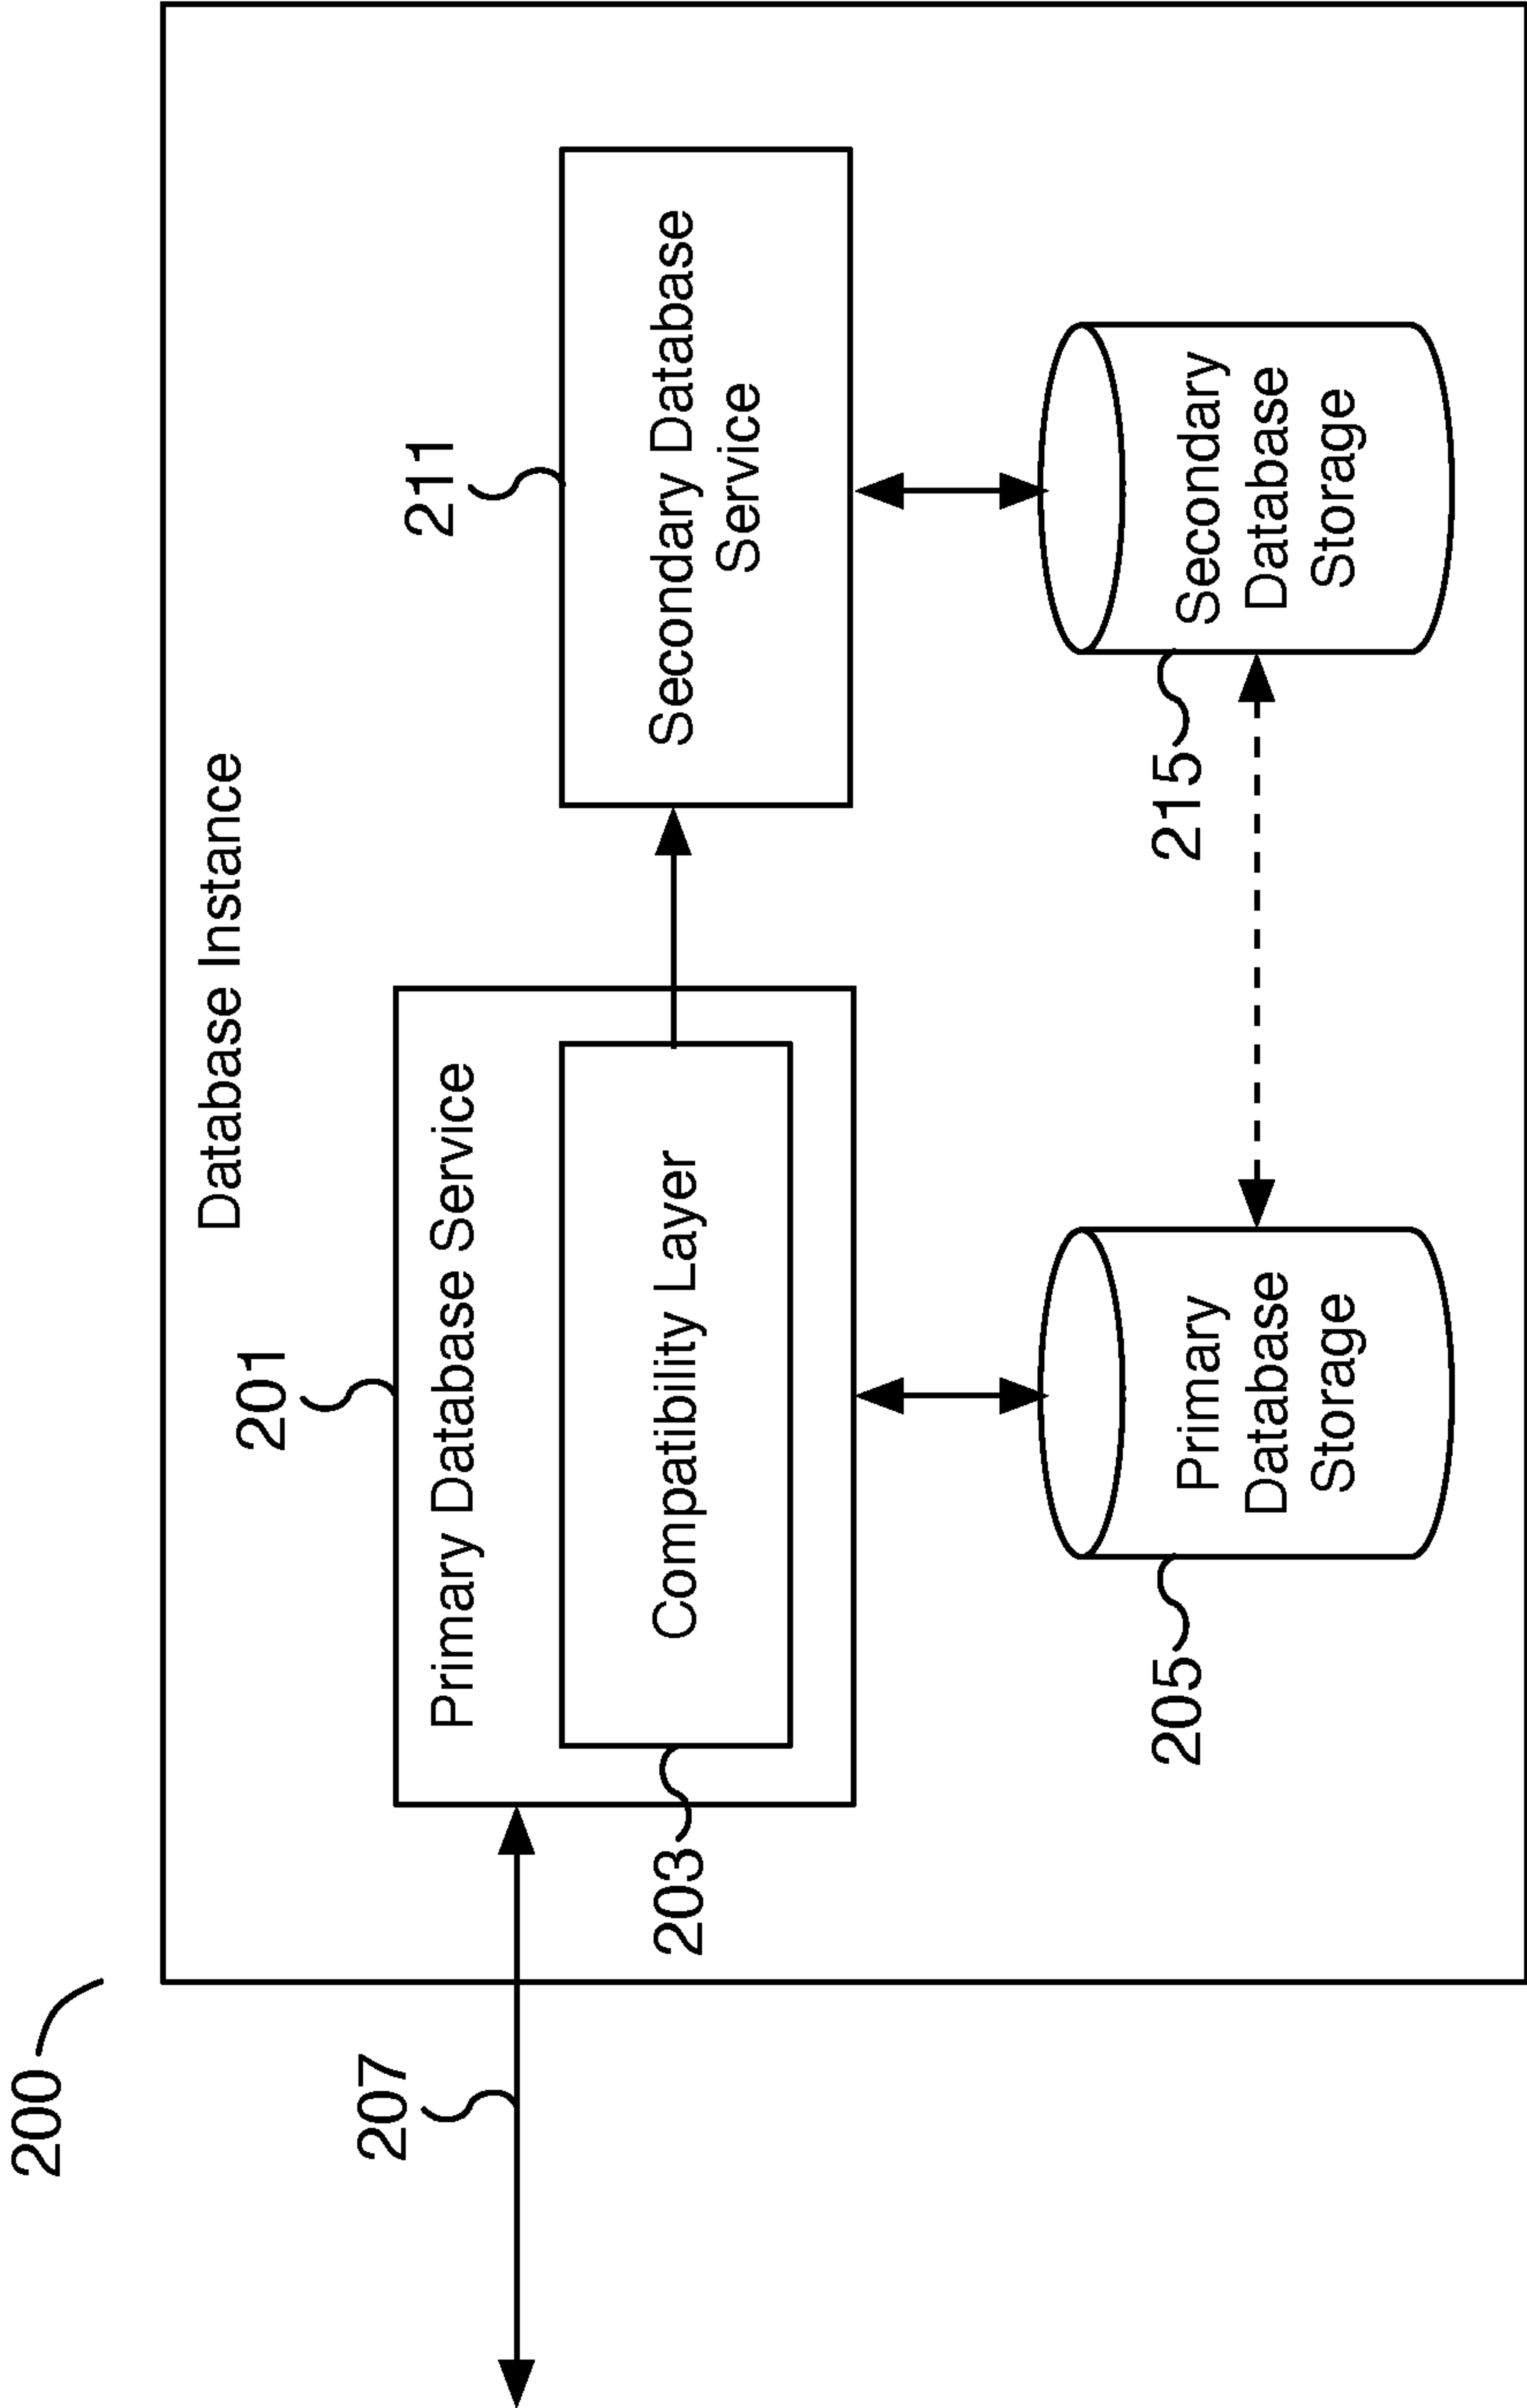 200
Database Instance
207
201
211
Primary Database Service
Compatibility Layer
203
Secondary Database
Service
205
Primary
Database
Storage
215
Secondary
Database
Storage